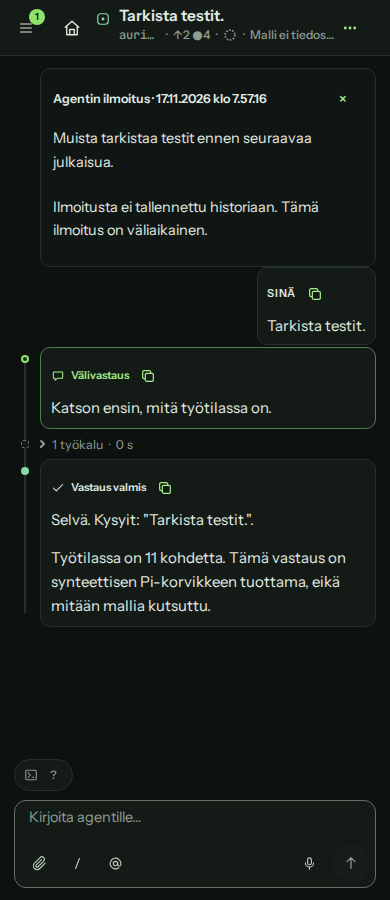 1
Tarkista testit.
auri… · ↑2 ●4 · Malli ei tiedos…
Agentin ilmoitus · 17.11.2026 klo 7.57.16
×
Muista tarkistaa testit ennen seuraavaa
julkaisua.
Ilmoitusta ei tallennettu historiaan. Tämä
ilmoitus on väliaikainen.
SINÄ
Tarkista testit.
Välivastaus
Katson ensin, mitä työtilassa on.
1 työkalu · 0 s
Vastaus valmis
Selvä. Kysyit: "Tarkista testit.".
Työtilassa on 11 kohdetta. Tämä vastaus on
synteettisen Pi-korvikkeen tuottama, eikä
mitään mallia kutsuttu.
?
Kirjoita agentille…
/ @